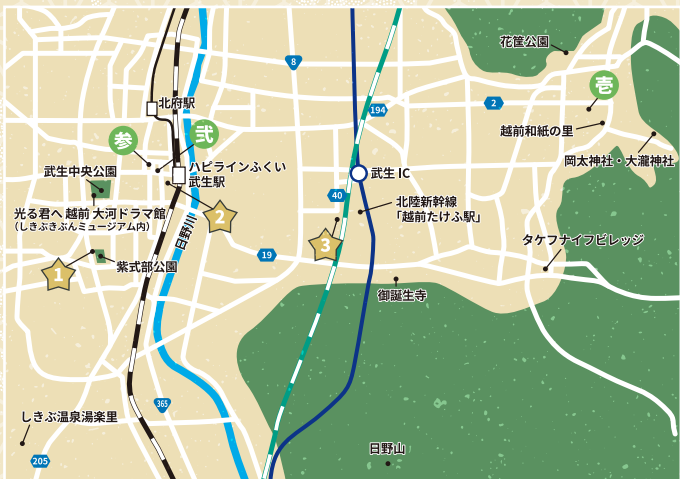 花筐公園
8
北府駅
194
2
壱
参
弐
越前和紙の里
岡太神社・大瀧神社
武生中央公園
ハピラインふくい
武生駅
武生IC
40
北陸新幹線
「越前たけふ駅」
光る君へ 越前 大河ドラマ館
（しきぶきぶんミュージアム内）
2
日野川
3
19
タケフナイフビレッジ
1
紫式部公園
御誕生寺
365
しきぶ温泉湯楽里
205
日野山